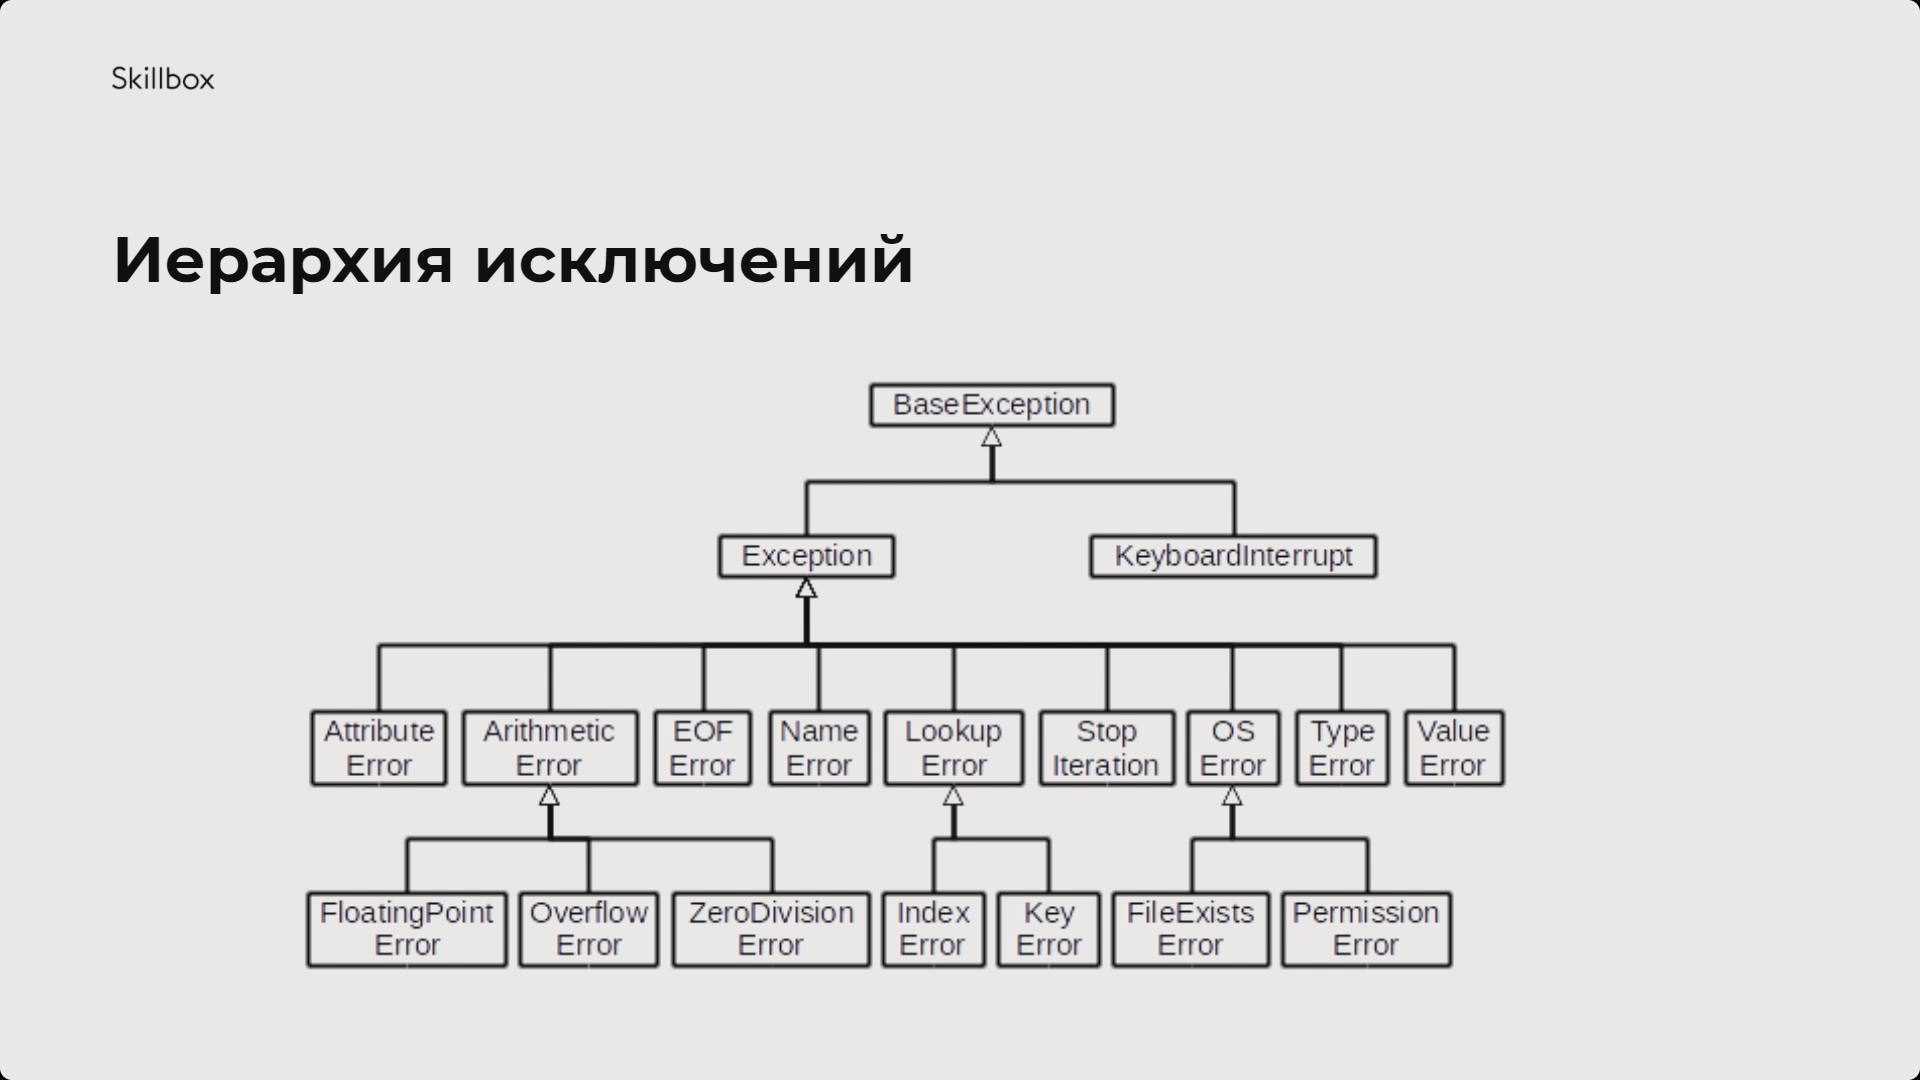 Skillbox
Иерархия исключений
BaseException
Exception
KeyboardInterrupt
Attribute
Error
Arithmetic
Error
EOF
Error
Name
Error
Lookup
Error
Stop
Iteration
OS
Error
Type
Error
Value
Error
FloatingPoint
Error
Overflow
Error
ZeroDivision
Error
Index
Error
Key
Error
FileExists
Error
Permission
Error